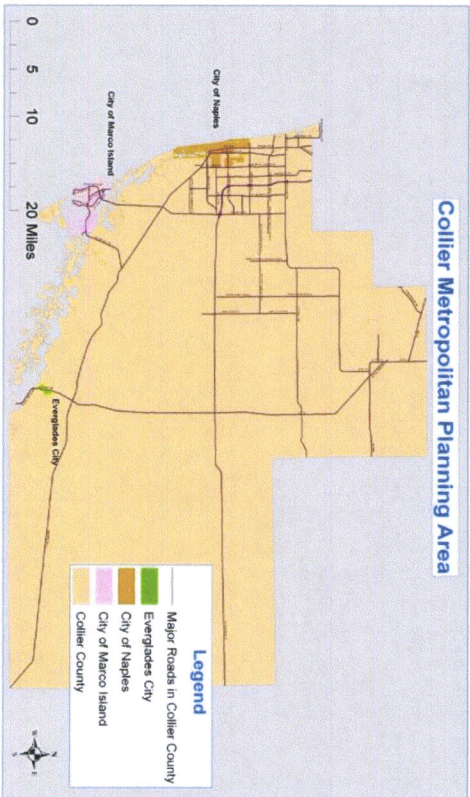 Collier Metropolitan Planning Area
City of Naples
City of Marco Island
Everglades City
Legend
Major Roads in Collier County
Everglades City
City of Naples
City of Marco Island
Collier County
0 5 10 20 Miles
N
W
E
S